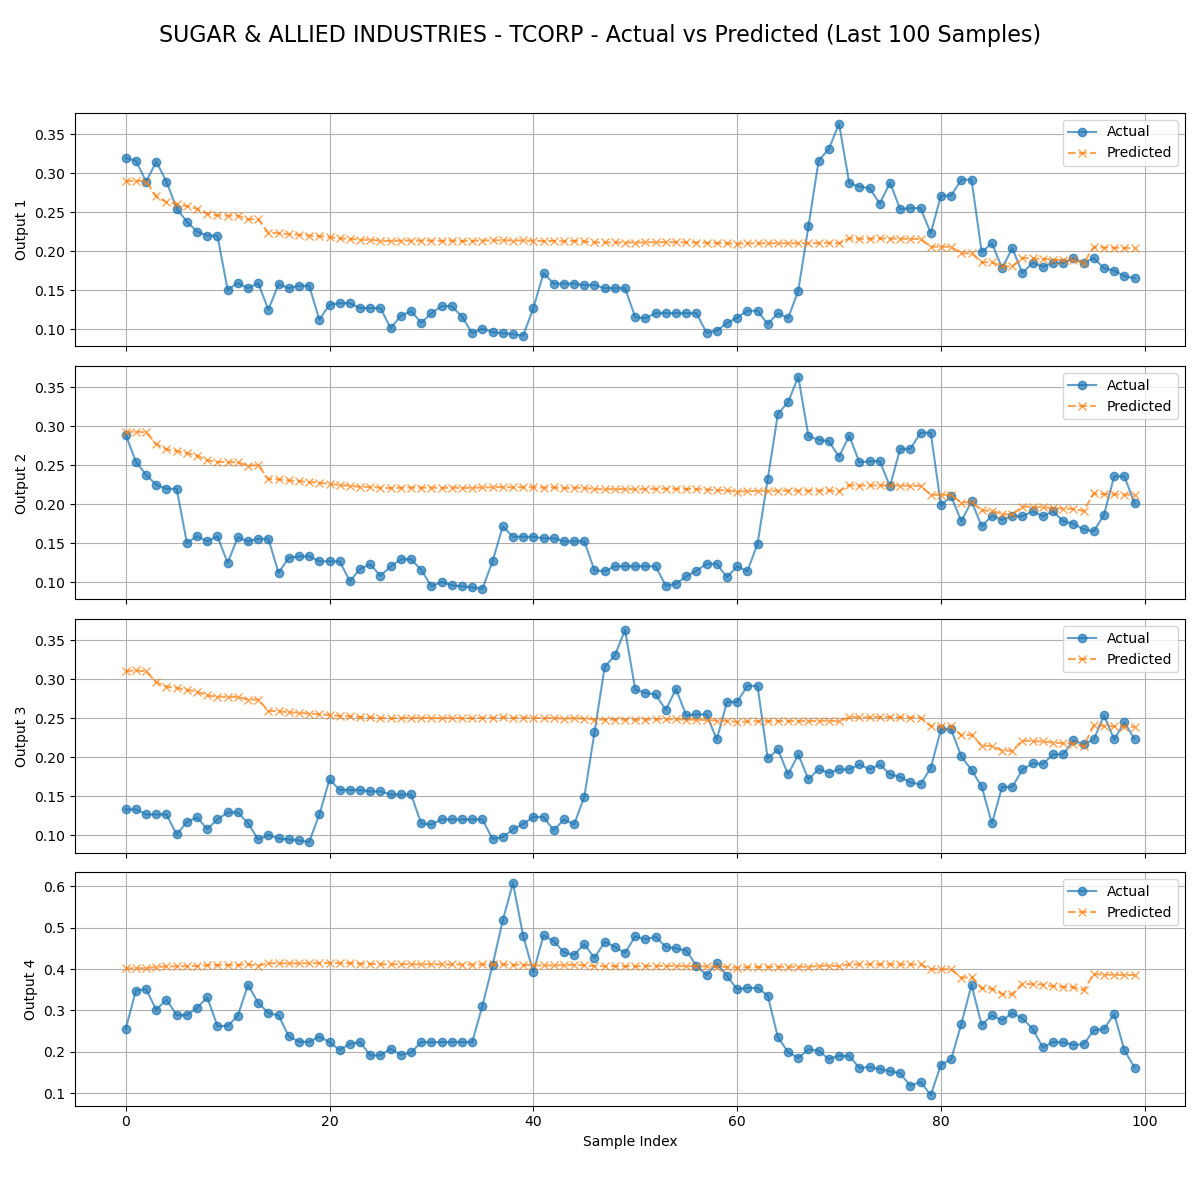 SUGAR & ALLIED INDUSTRIES - TCORP - Actual vs Predicted (Last 100 Samples)
Output 1
0.35
0.30
0.25
0.20
0.15
0.10
Actual
Predicted
Output 2
0.35
0.30
0.25
0.20
0.15
0.10
Actual
Predicted
Output 3
0.35
0.30
0.25
0.20
0.15
0.10
Actual
Predicted
Output 4
0.6
0.5
0.4
0.3
0.2
0.1
Actual
Predicted
0 20 40 60 80 100
Sample Index